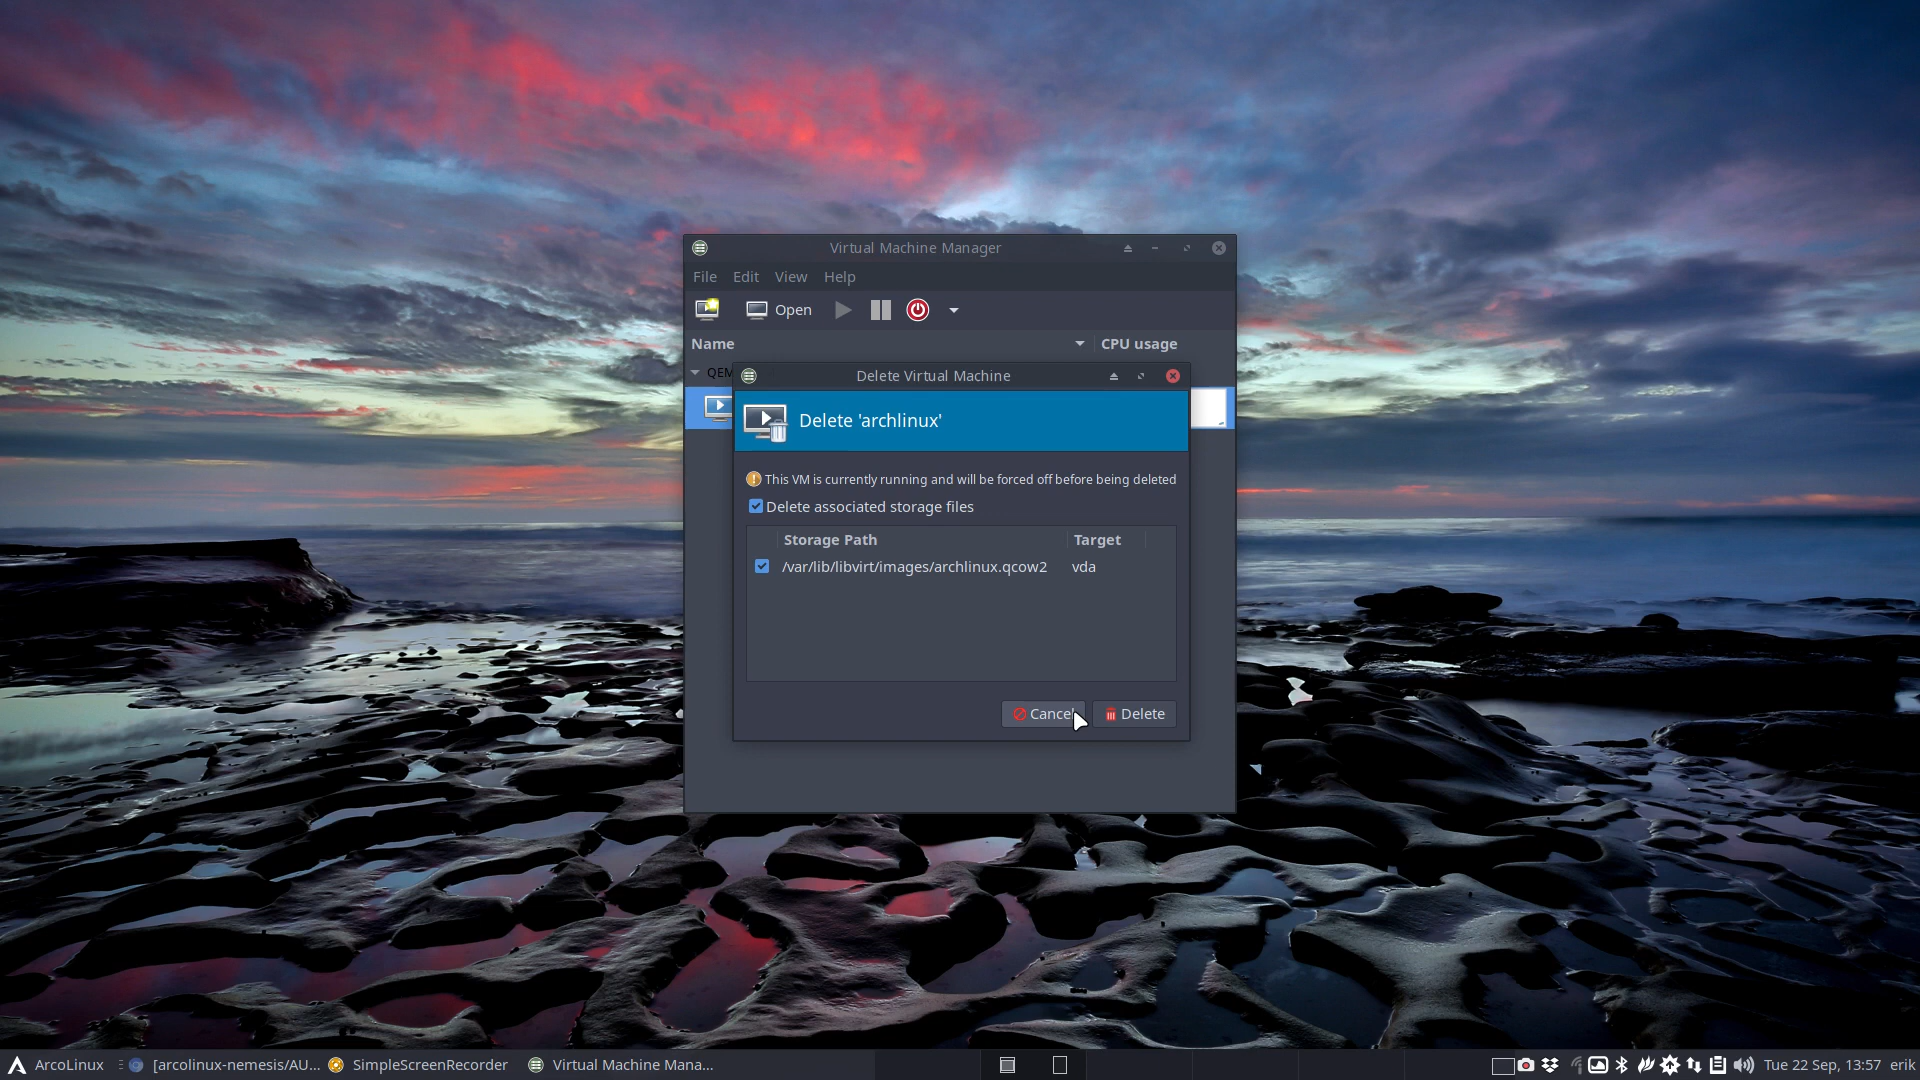 Virtual Machine Manager
File Edit View Help
Open
Name CPU usage
QEM
Delete Virtual Machine
Delete 'archlinux'
This VM is currently running and will be forced off before being deleted
Delete associated storage files
Storage Path Target
/var/lib/libvirt/images/archlinux.qcow2 vda
Cancel Delete
ArcoLinux [arcolinux-nemesis/AU... SimpleScreenRecorder Virtual Machine Mana... Tue 22 Sep, 13:57 erik